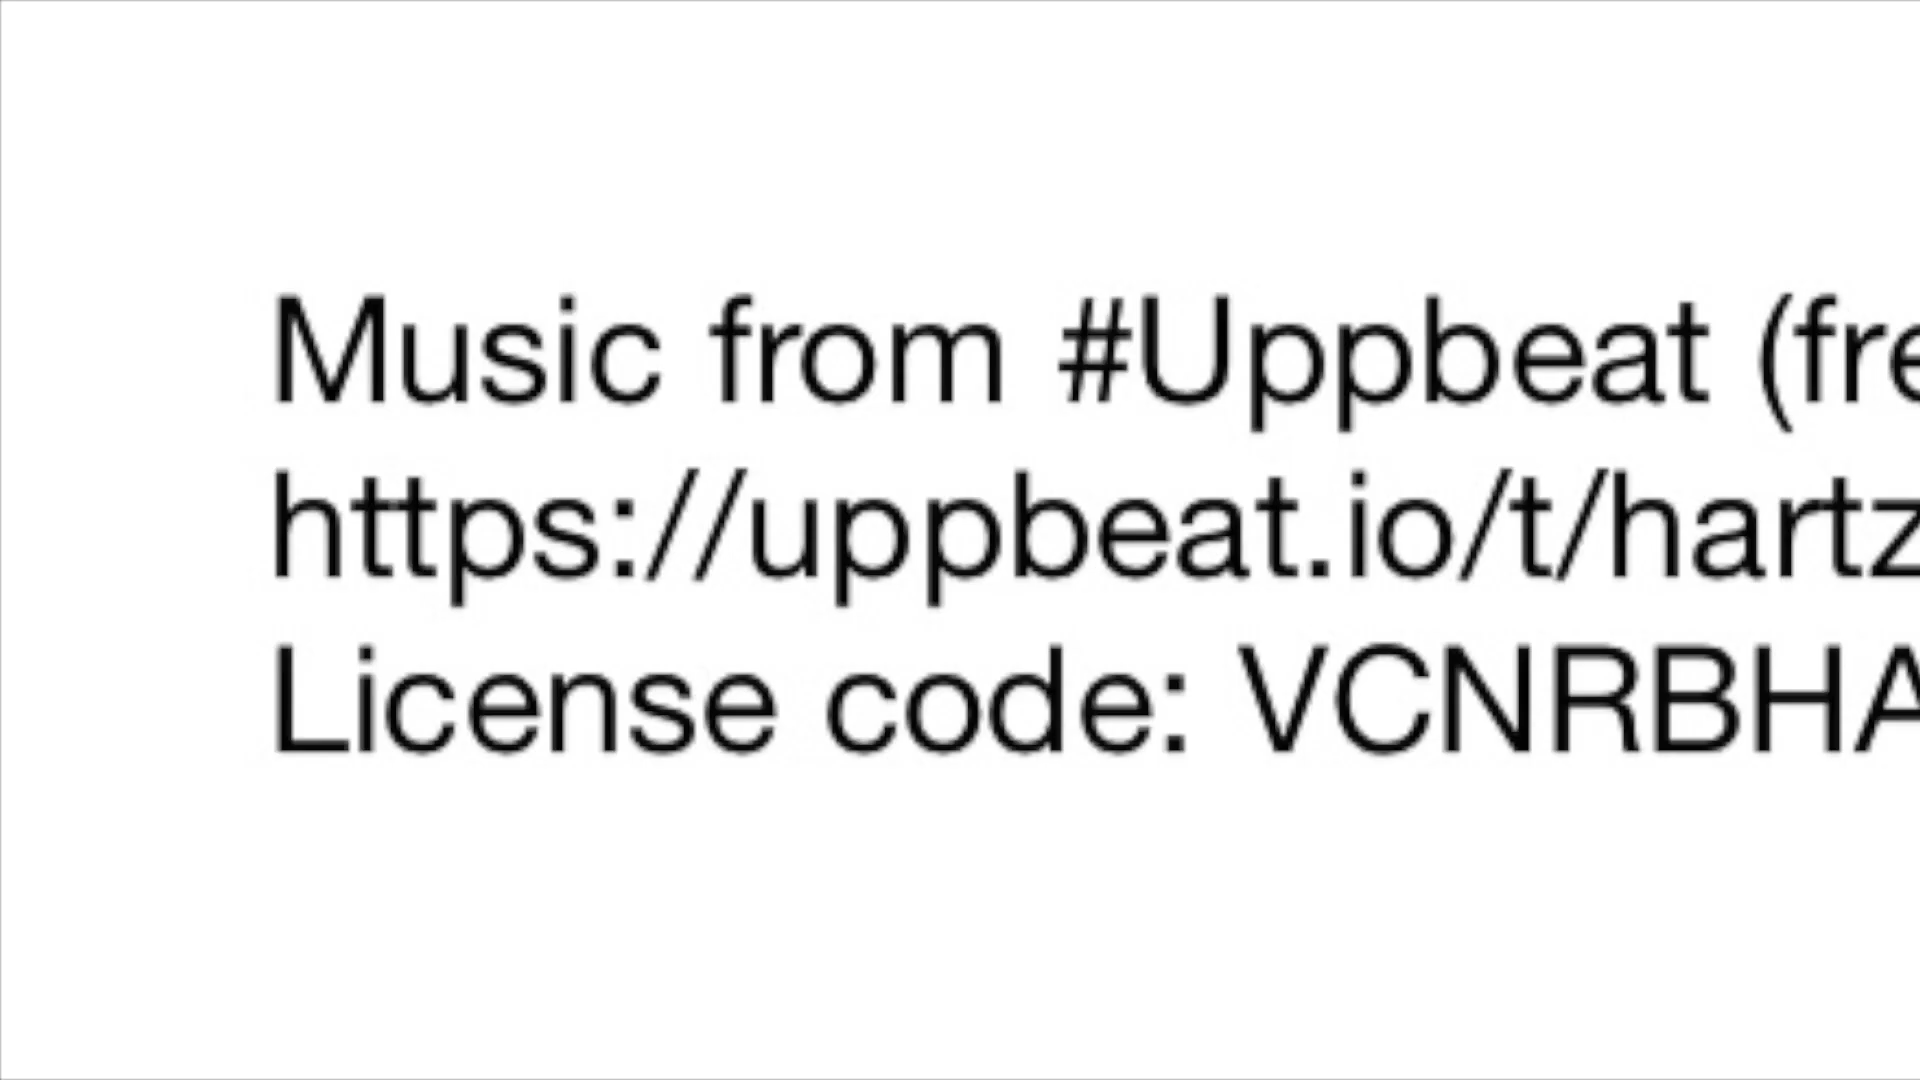 Music from #Uppbeat (fre
https://uppbeat.io/t/hartz
License code: VCNRBHA